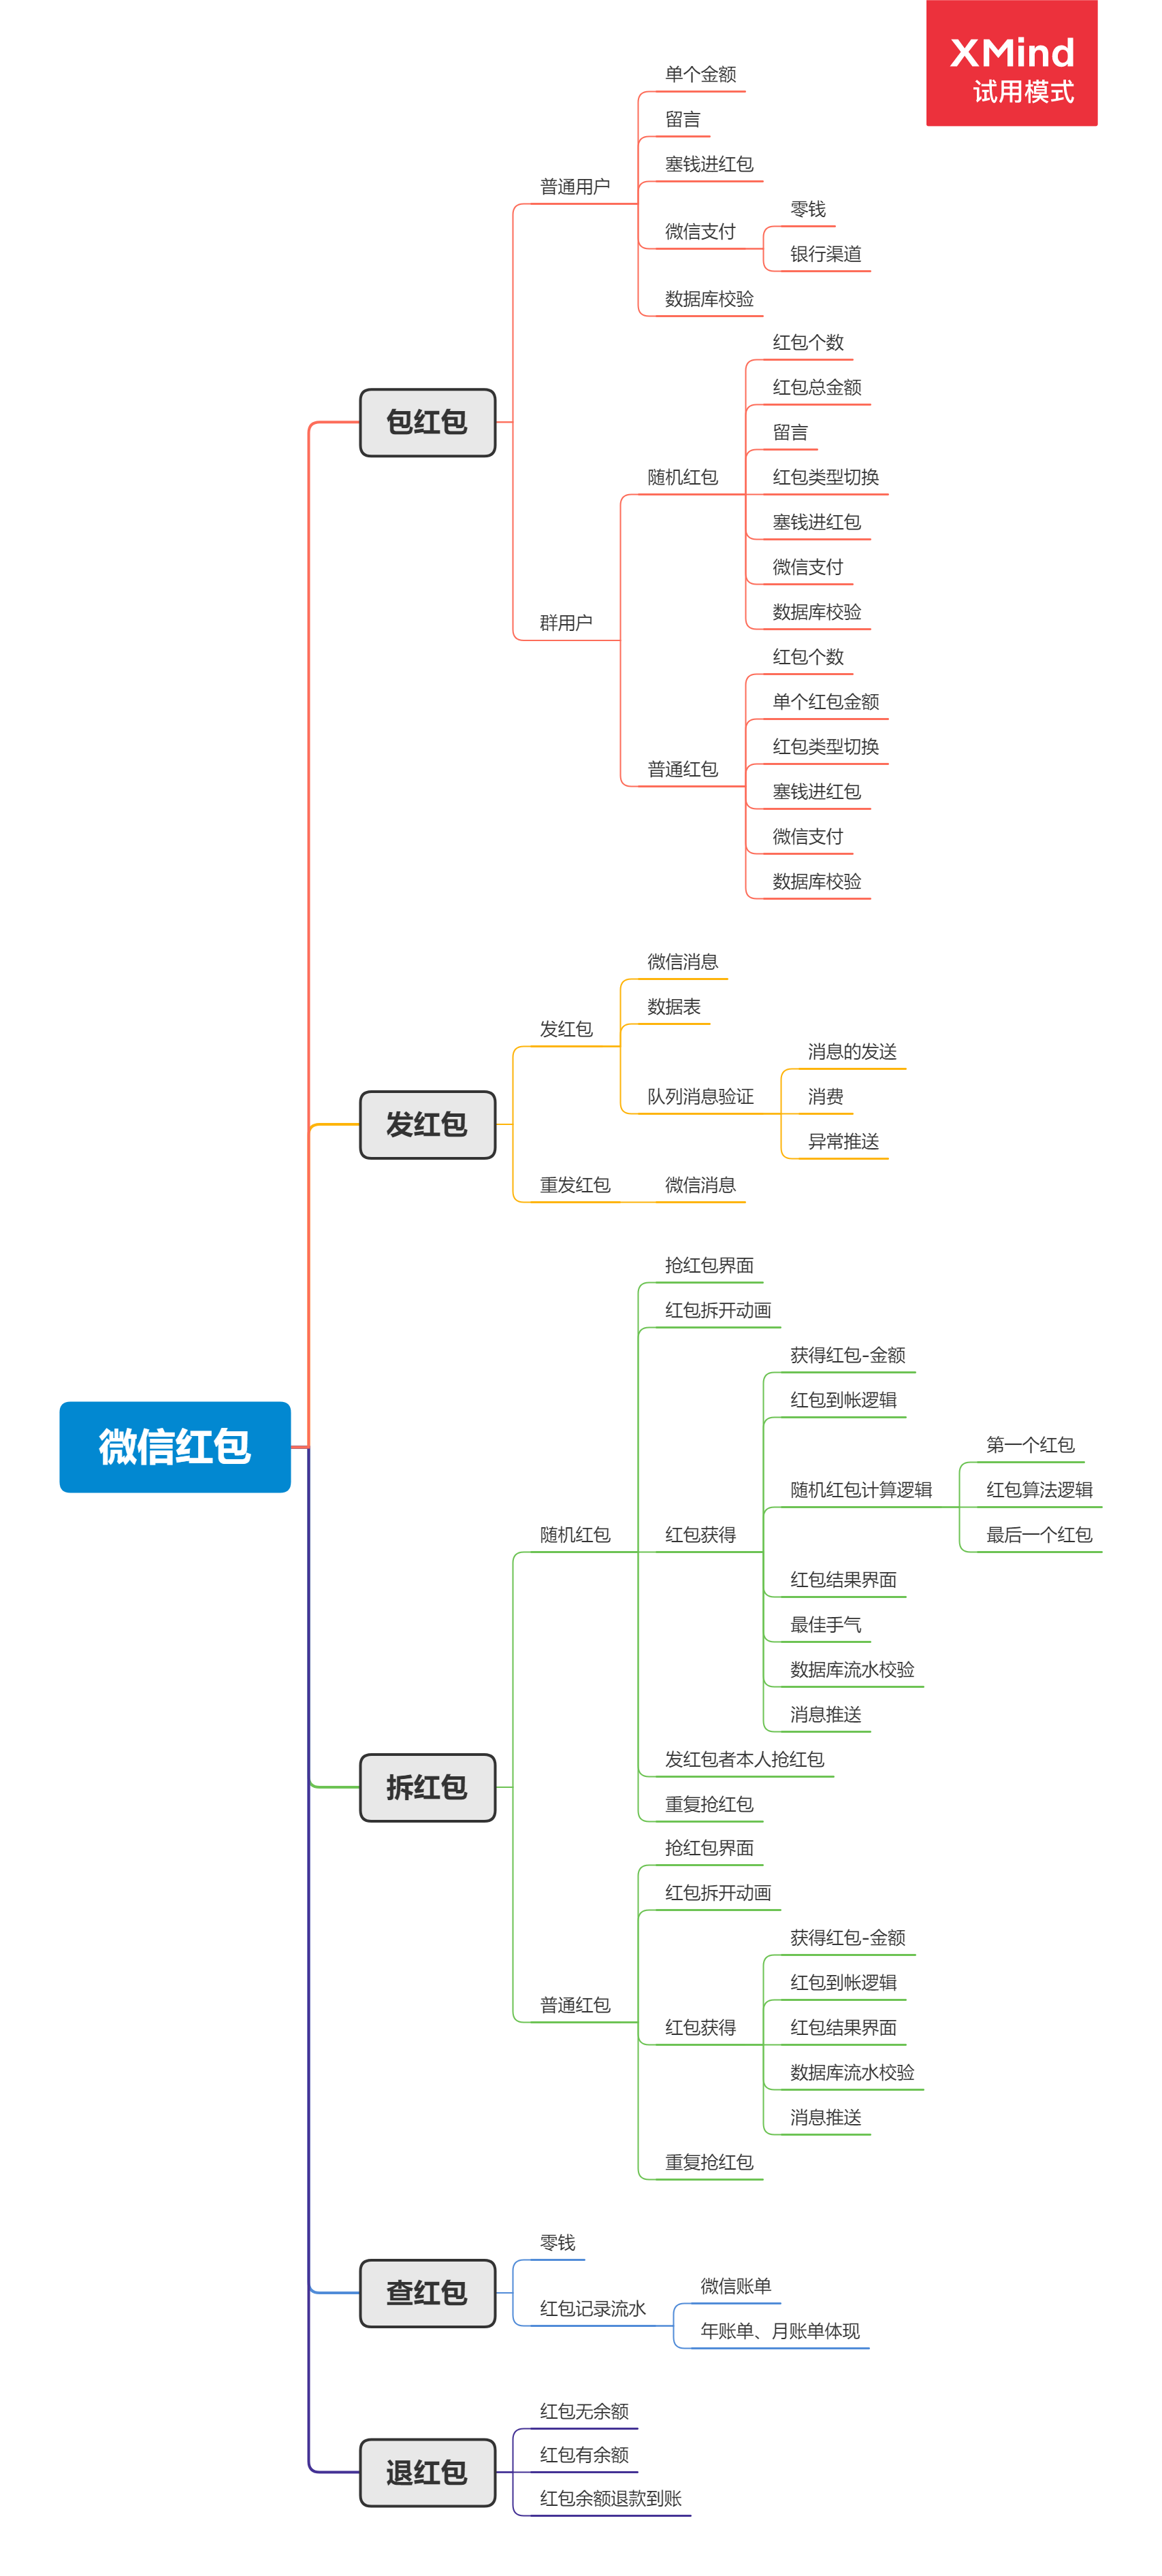 XMind
试用模式
微信红包
包红包
普通用户
单个金额
留言
塞钱进红包
微信支付
零钱
银行渠道
数据库校验
群用户
随机红包
红包个数
红包总金额
留言
红包类型切换
塞钱进红包
微信支付
数据库校验
普通红包
红包个数
单个红包金额
红包类型切换
塞钱进红包
微信支付
数据库校验
发红包
发红包
微信消息
数据表
队列消息验证
消息的发送
消费
异常推送
重发红包
微信消息
拆红包
随机红包
抢红包界面
红包拆开动画
红包获得
获得红包-金额
红包到帐逻辑
随机红包计算逻辑
第一个红包
红包算法逻辑
最后一个红包
红包结果界面
最佳手气
数据库流水校验
消息推送
发红包者本人抢红包
重复抢红包
普通红包
抢红包界面
红包拆开动画
红包获得
获得红包-金额
红包到帐逻辑
红包结果界面
数据库流水校验
消息推送
重复抢红包
查红包
零钱
红包记录流水
微信账单
年账单、月账单体现
退红包
红包无余额
红包有余额
红包余额退款到账